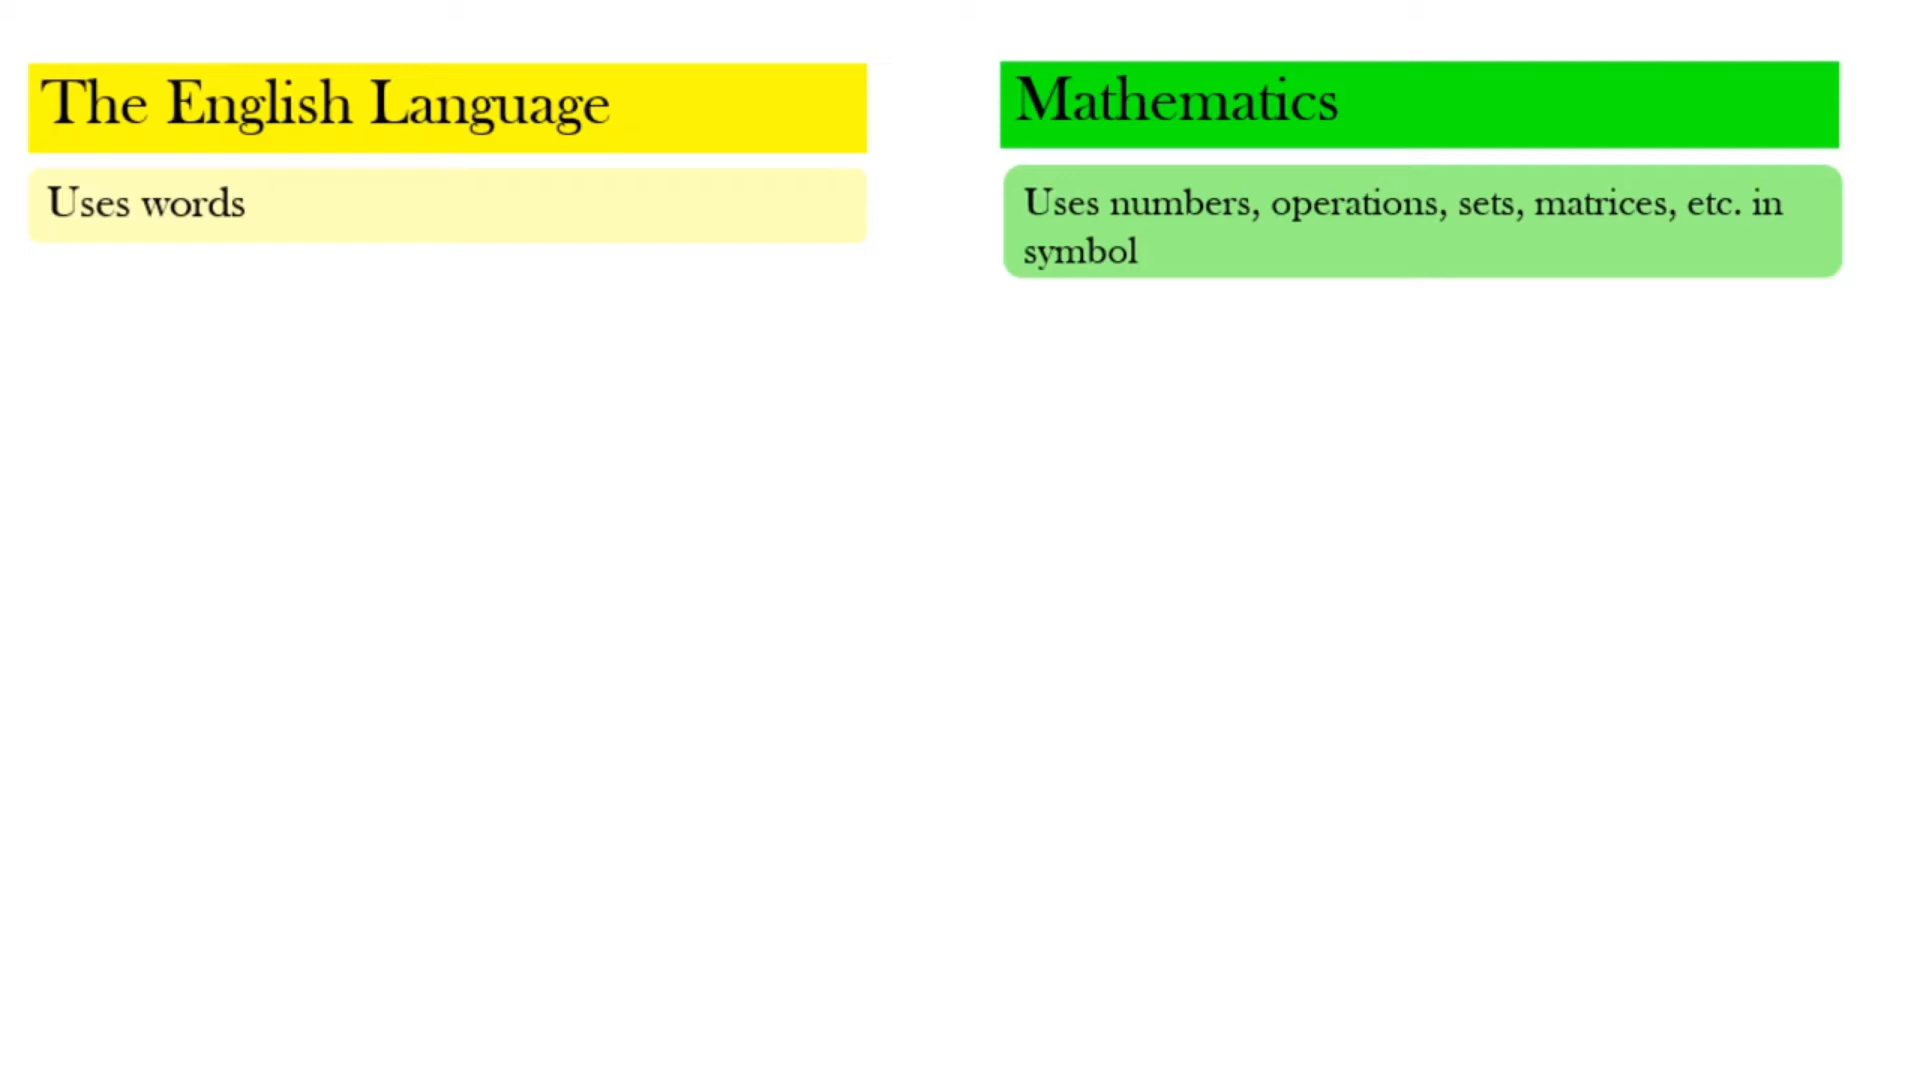 The English Language
Uses words
Mathematics
Uses numbers, operations, sets, matrices, etc. in
symbol